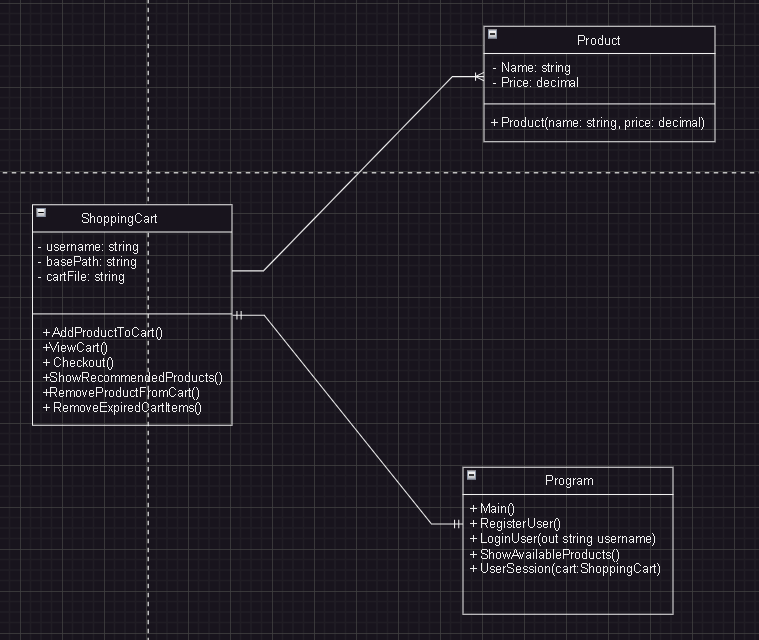 Product
- Name: string
- Price: decimal
+ Product(name: string, price: decimal)
ShoppingCart
- username: string
- basePath: string
- cartFile: string
+AddProductToCart()
+ViewCart()
+ Checkout()
+ShowRecommendedProducts()
+RemoveProductFromCart()
+ RemoveExpiredCartItems()
Program
+ Main()
+ RegisterUser()
+ LoginUser(out string username)
+ ShowAvailableProducts()
+ UserSession(cart:ShoppingCart)